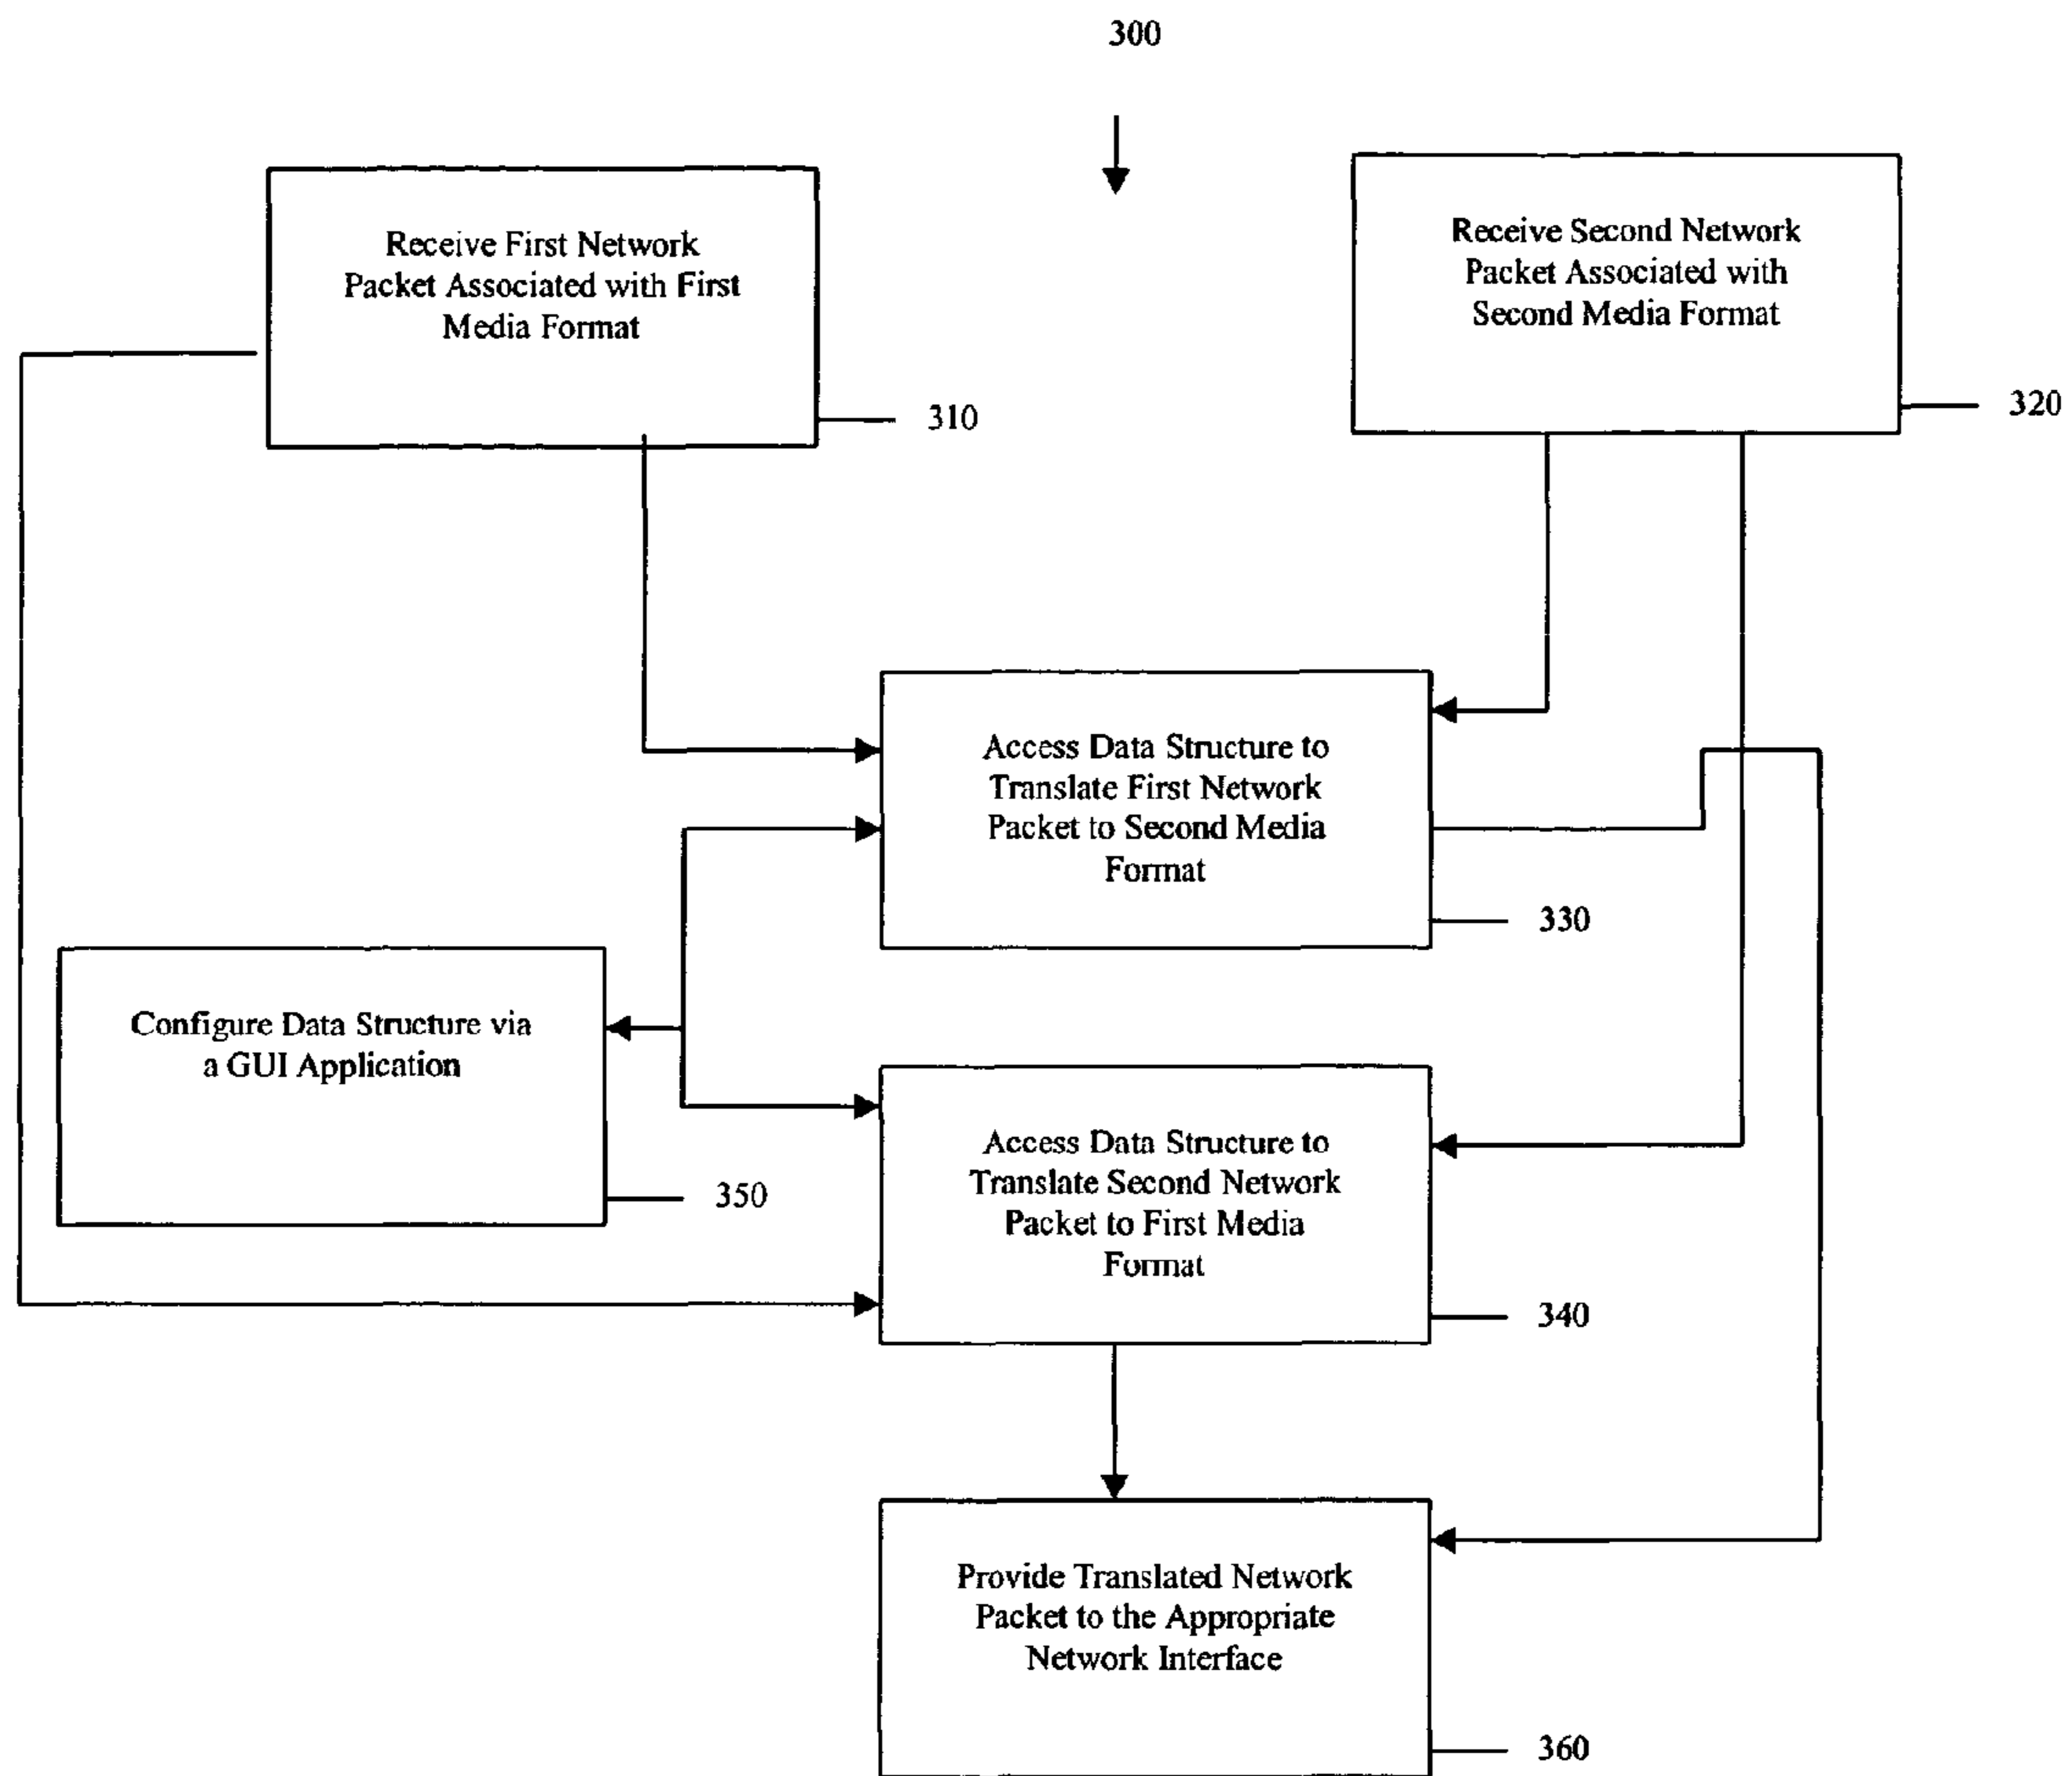 300
Receive First Network
Packet Associated with First
Media Format
310
Receive Second Network
Packet Associated with
Second Media Format
320
Access Data Structure to
Translate First Network
Packet to Second Media
Format
330
Configure Data Structure via
a GUI Application
350
Access Data Structure to
Translate Second Network
Packet to First Media
Format
340
Provide Translated Network
Packet to the Appropriate
Network Interface
360